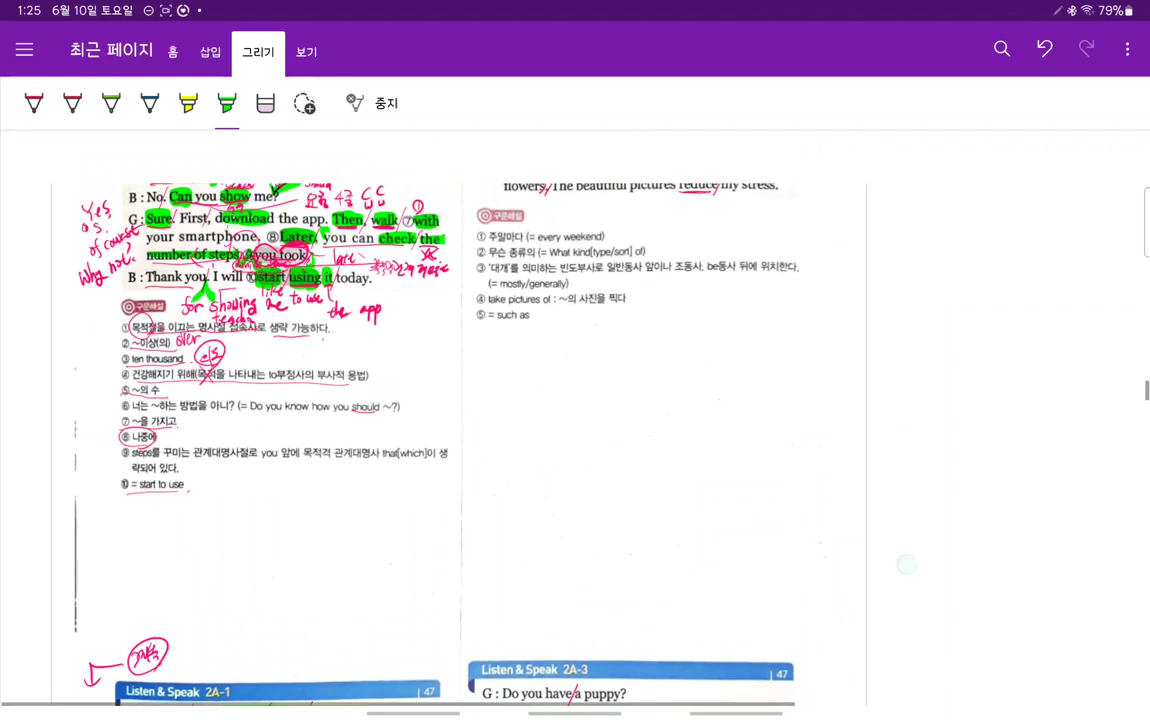 1:25 6월 10일 토요일
79%
최근 페이지 홈 삽입 그리기 보기
중지
B : No. Can you show me?
요즘 4급
Yes,
as.
of course
Why not.
G : Sure. First, download the app. Then, walk ⑦with
your smartphone. ⑧Later, you can check the
number of steps ⑨you took.
B : Thank you. I will ⑩start using it today.
for showing me to use the app
구문해설
① 목적절을 이끄는 명사절 접속사로 생략 가능하다.
② ～이상(의) over
③ ten thousand
④ 건강해지기 위해(목적을 나타내는 to부정사의 부사적 용법)
⑤ ～의 수
⑥ 너는 ～하는 방법을 아니? (= Do you know how you should ～?)
⑦ ～을 가지고
⑧ 나중에
⑨ steps를 꾸미는 관계대명사절로 you 앞에 목적격 관계대명사 that[which]이 생
략되어 있다.
⑩ = start to use
Listen & Speak 2A-1 47
flowers. The beautiful pictures reduce my stress.
구문해설
① 주말마다 (= every weekend)
② 무슨 종류의 (= What kind[type/sort] of)
③ '대개'를 의미하는 빈도부사로 일반동사 앞이나 조동사, be동사 뒤에 위치한다.
(= mostly/generally)
④ take pictures of : ～의 사진을 찍다
⑤ = such as
Listen & Speak 2A-3 47
G : Do you have a puppy?